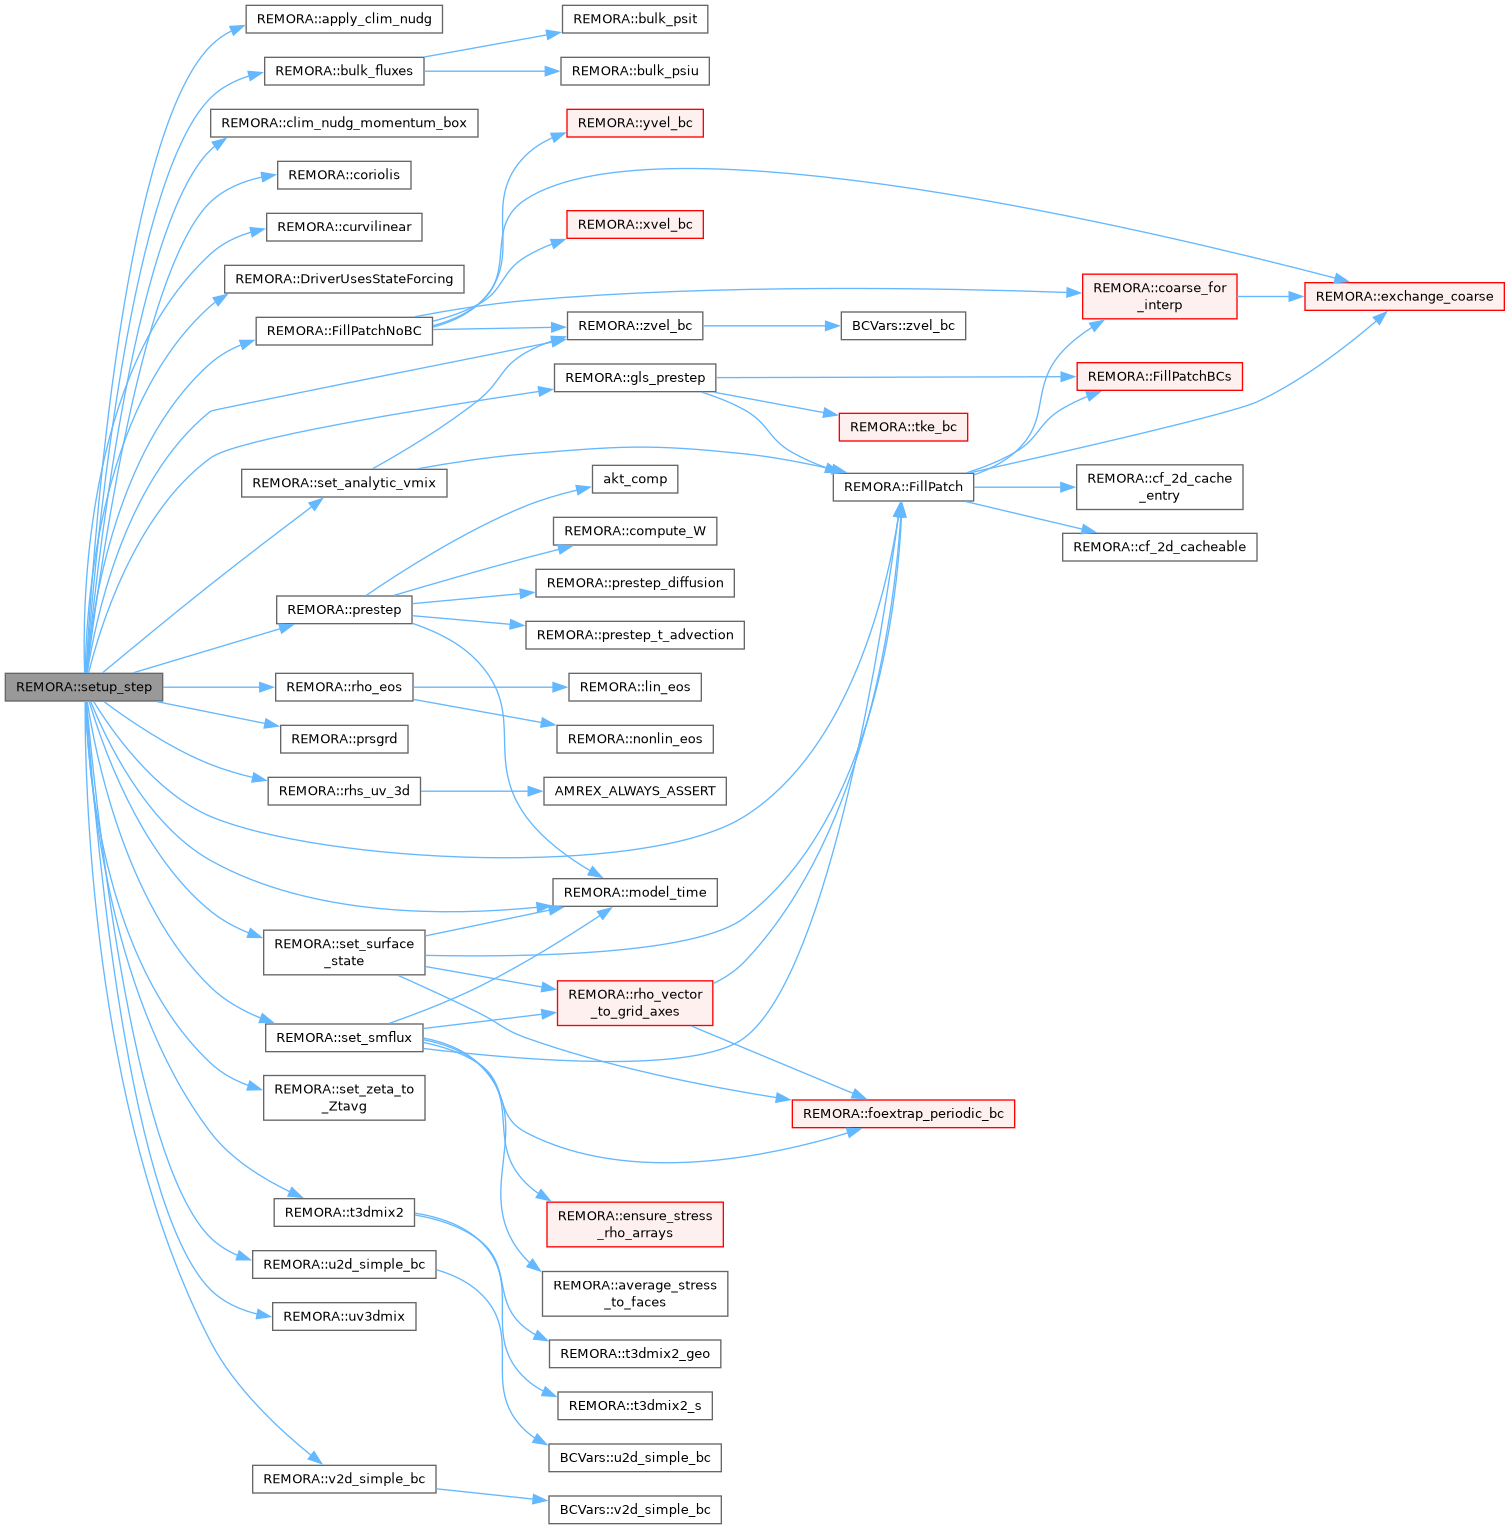 REMORA::apply_clim_nudg
REMORA::bulk_psit
REMORA::bulk_fluxes
REMORA::bulk_psiu
REMORA::clim_nudg_momentum_box
REMORA::yvel_bc
REMORA::coriolis
REMORA::curvilinear
REMORA::xvel_bc
REMORA::DriverUsesStateForcing
REMORA::coarse_for
_interp
REMORA::exchange_coarse
REMORA::FillPatchNoBC
REMORA::zvel_bc
BCVars::zvel_bc
REMORA::gls_prestep
REMORA::FillPatchBCs
REMORA::tke_bc
REMORA::set_analytic_vmix
akt_comp
REMORA::FillPatch
REMORA::cf_2d_cache
_entry
REMORA::compute_W
REMORA::cf_2d_cacheable
REMORA::prestep_diffusion
REMORA::prestep
REMORA::prestep_t_advection
REMORA::setup_step
REMORA::rho_eos
REMORA::lin_eos
REMORA::prsgrd
REMORA::nonlin_eos
REMORA::rhs_uv_3d
AMREX_ALWAYS_ASSERT
REMORA::model_time
REMORA::set_surface
_state
REMORA::rho_vector
_to_grid_axes
REMORA::set_smflux
REMORA::set_zeta_to
_Ztavg
REMORA::foextrap_periodic_bc
REMORA::t3dmix2
REMORA::ensure_stress
_rho_arrays
REMORA::u2d_simple_bc
REMORA::average_stress
_to_faces
REMORA::uv3dmix
REMORA::t3dmix2_geo
REMORA::t3dmix2_s
BCVars::u2d_simple_bc
REMORA::v2d_simple_bc
BCVars::v2d_simple_bc